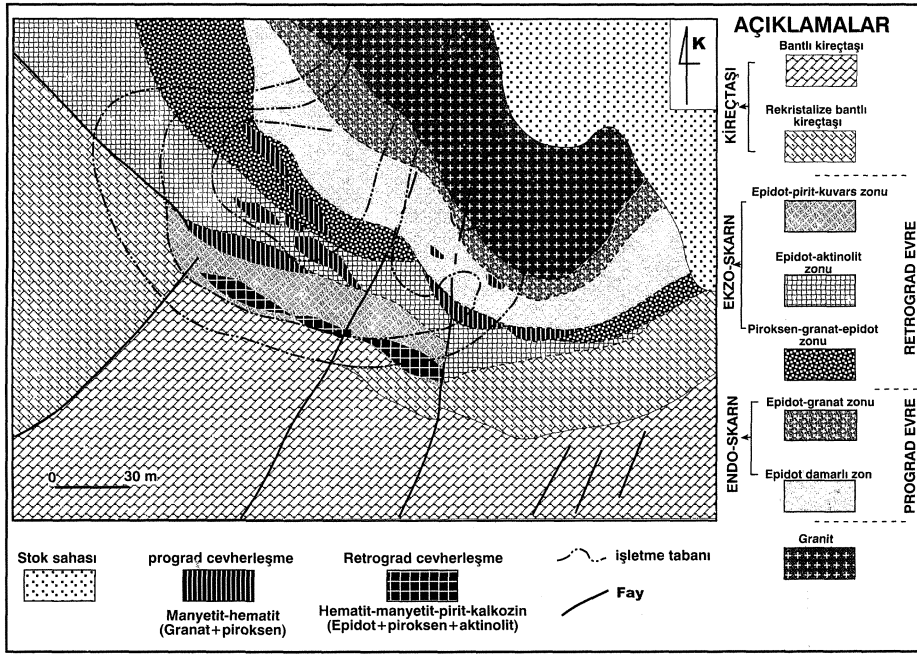 K
0 30 m
AÇIKLAMALAR
Bantlı kireçtaşı
Rekristalize bantlı
kireçtaşı
KİREÇTAŞI
Epidot-pirit-kuvars zonu
Epidot-aktinolit
zonu
Piroksen-granat-epidot
zonu
EKZO-SKARN
RETROGRAD EVRE
Epidot-granat zonu
Epidot damarlı zon
ENDO-SKARN
PROGRAD EVRE
Granit
Stok sahası
prograd cevherleşme
Manyetit-hematit
(Granat+piroksen)
Retrograd cevherleşme
Hematit-manyetit-pirit-kalkozin
(Epidot+piroksen+aktinolit)
işletme tabanı
Fay